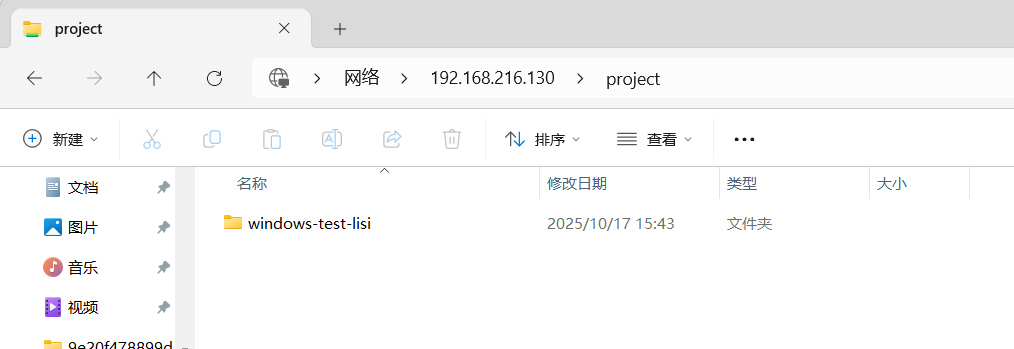 project
网络 192.168.216.130 project
新建 排序 查看
名称 修改日期 类型 大小
文档
windows-test-lisi 2025/10/17 15:43 文件夹
图片
音乐
视频
9e20f478899d